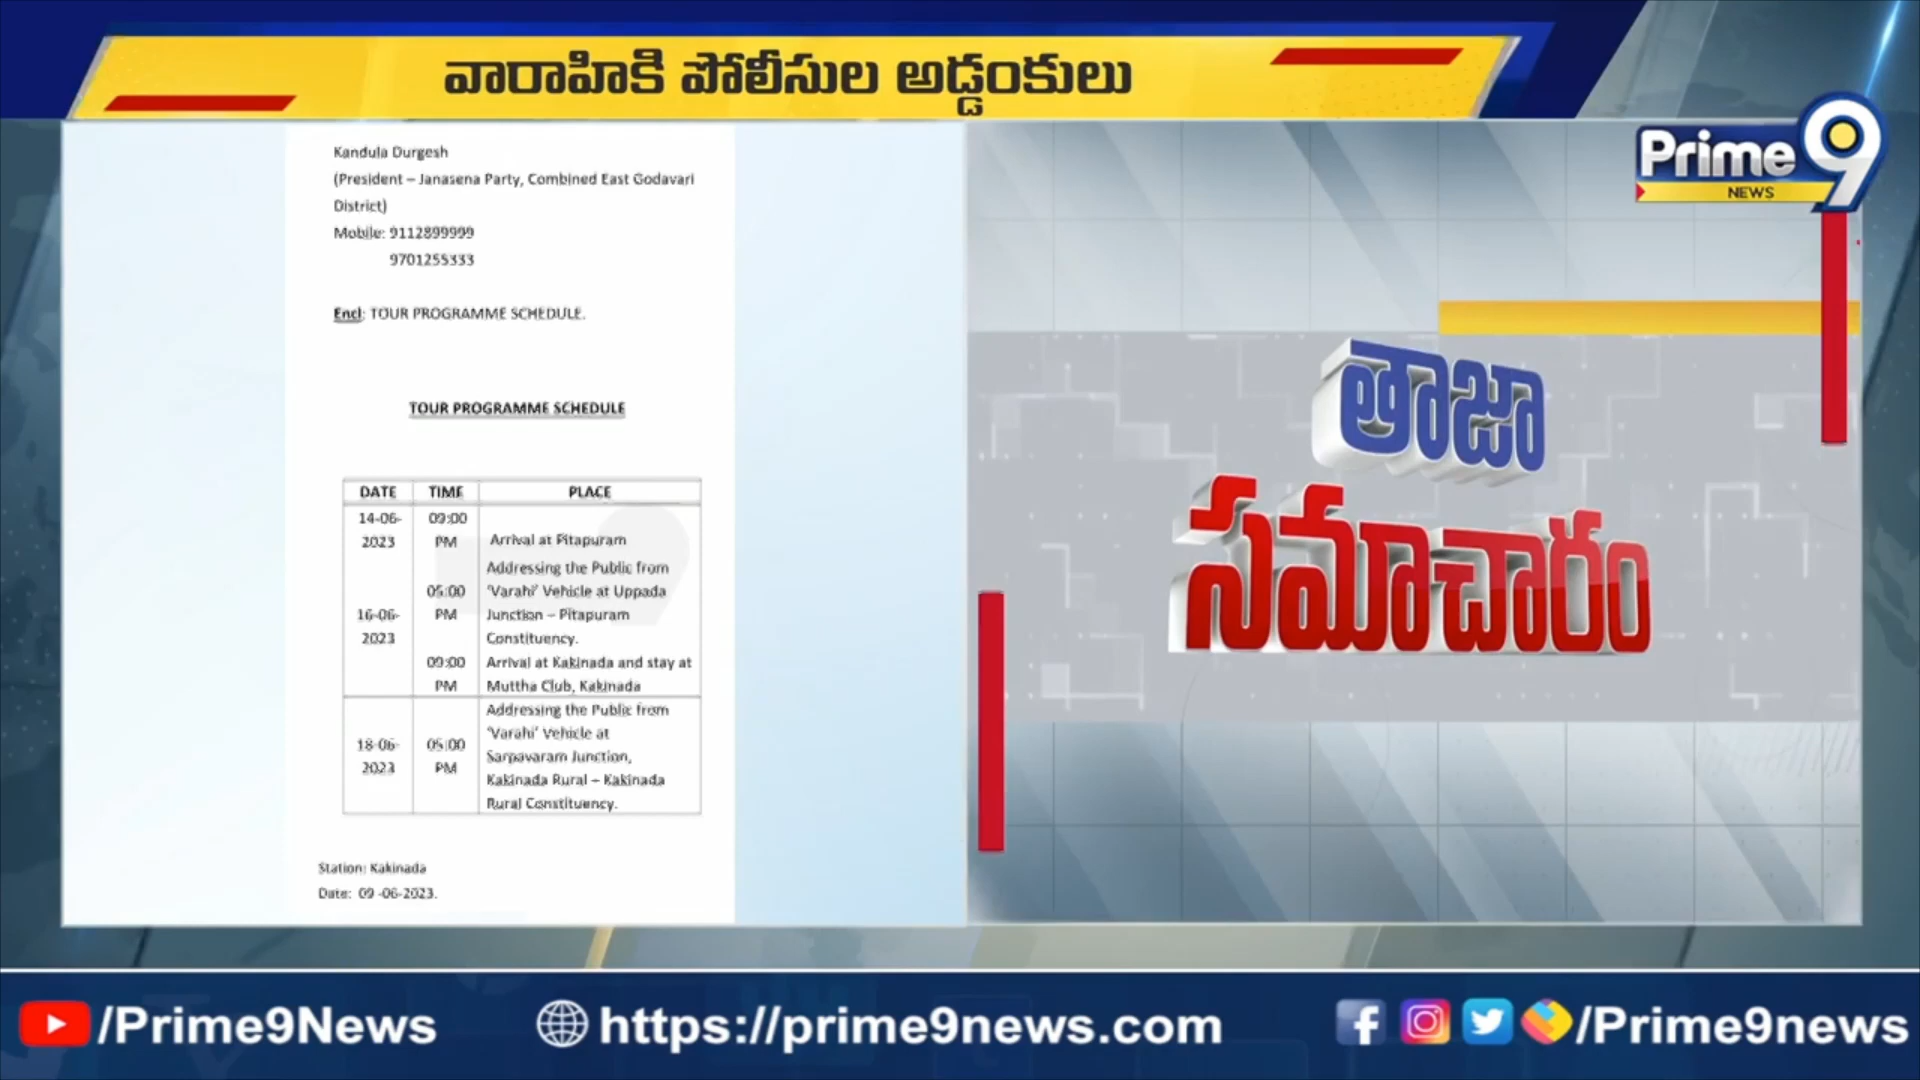 వారాహికి పోలీసుల అడ్డంకులు
Prime9
NEWS
Kandula Durgesh
(President – Janasena Party, Combined East Godavari
District)
Mobile: 9112899999
9701255333
Encl: TOUR PROGRAMME SCHEDULE.
TOUR PROGRAMME SCHEDULE
DATE TIME PLACE
14-06-2023 09:00 PM Arrival at Pitapuram
16-06-2023 05:00 PM Addressing the Public from
'Varahi' Vehicle at Uppada
Junction – Pitapuram
Constituency.
09:00 PM Arrival at Kakinada and stay at
Muttha Club, Kakinada
18-06-2023 05:00 PM Addressing the Public from
'Varahi' Vehicle at
Sarpavaram Junction,
Kakinada Rural – Kakinada
Rural Constituency.
Station: Kakinada
Date: 09 -06-2023.
తాజా
సమాచారం
/Prime9News
https://prime9news.com
/Prime9news